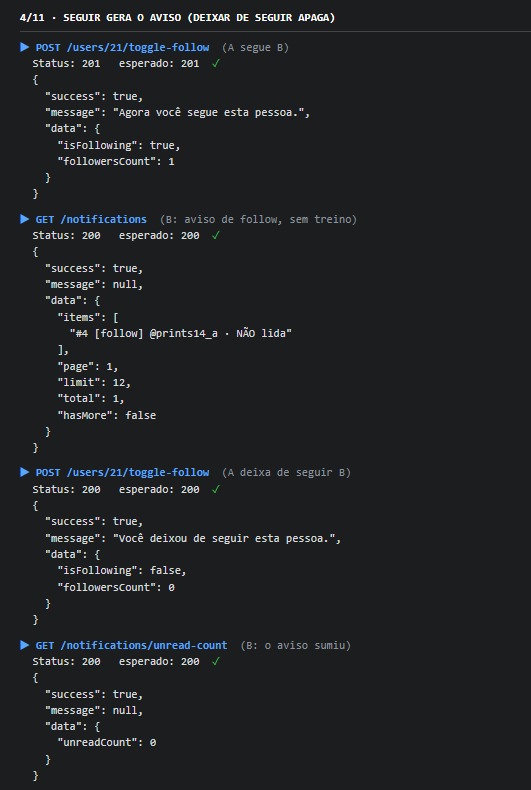 4/11 · SEGUIR GERA O AVISO (DEIXAR DE SEGUIR APAGA)
▶ POST /users/21/toggle-follow (A segue B)
Status: 201 esperado: 201 ✓
{
"success": true,
"message": "Agora você segue esta pessoa.",
"data": {
"isFollowing": true,
"followersCount": 1
}
}
▶ GET /notifications (B: aviso de follow, sem treino)
Status: 200 esperado: 200 ✓
{
"success": true,
"message": null,
"data": {
"items": [
"#4 [follow] @prints14_a · NÃO lida"
],
"page": 1,
"limit": 12,
"total": 1,
"hasMore": false
}
}
▶ POST /users/21/toggle-follow (A deixa de seguir B)
Status: 200 esperado: 200 ✓
{
"success": true,
"message": "Você deixou de seguir esta pessoa.",
"data": {
"isFollowing": false,
"followersCount": 0
}
}
▶ GET /notifications/unread-count (B: o aviso sumiu)
Status: 200 esperado: 200 ✓
{
"success": true,
"message": null,
"data": {
"unreadCount": 0
}
}